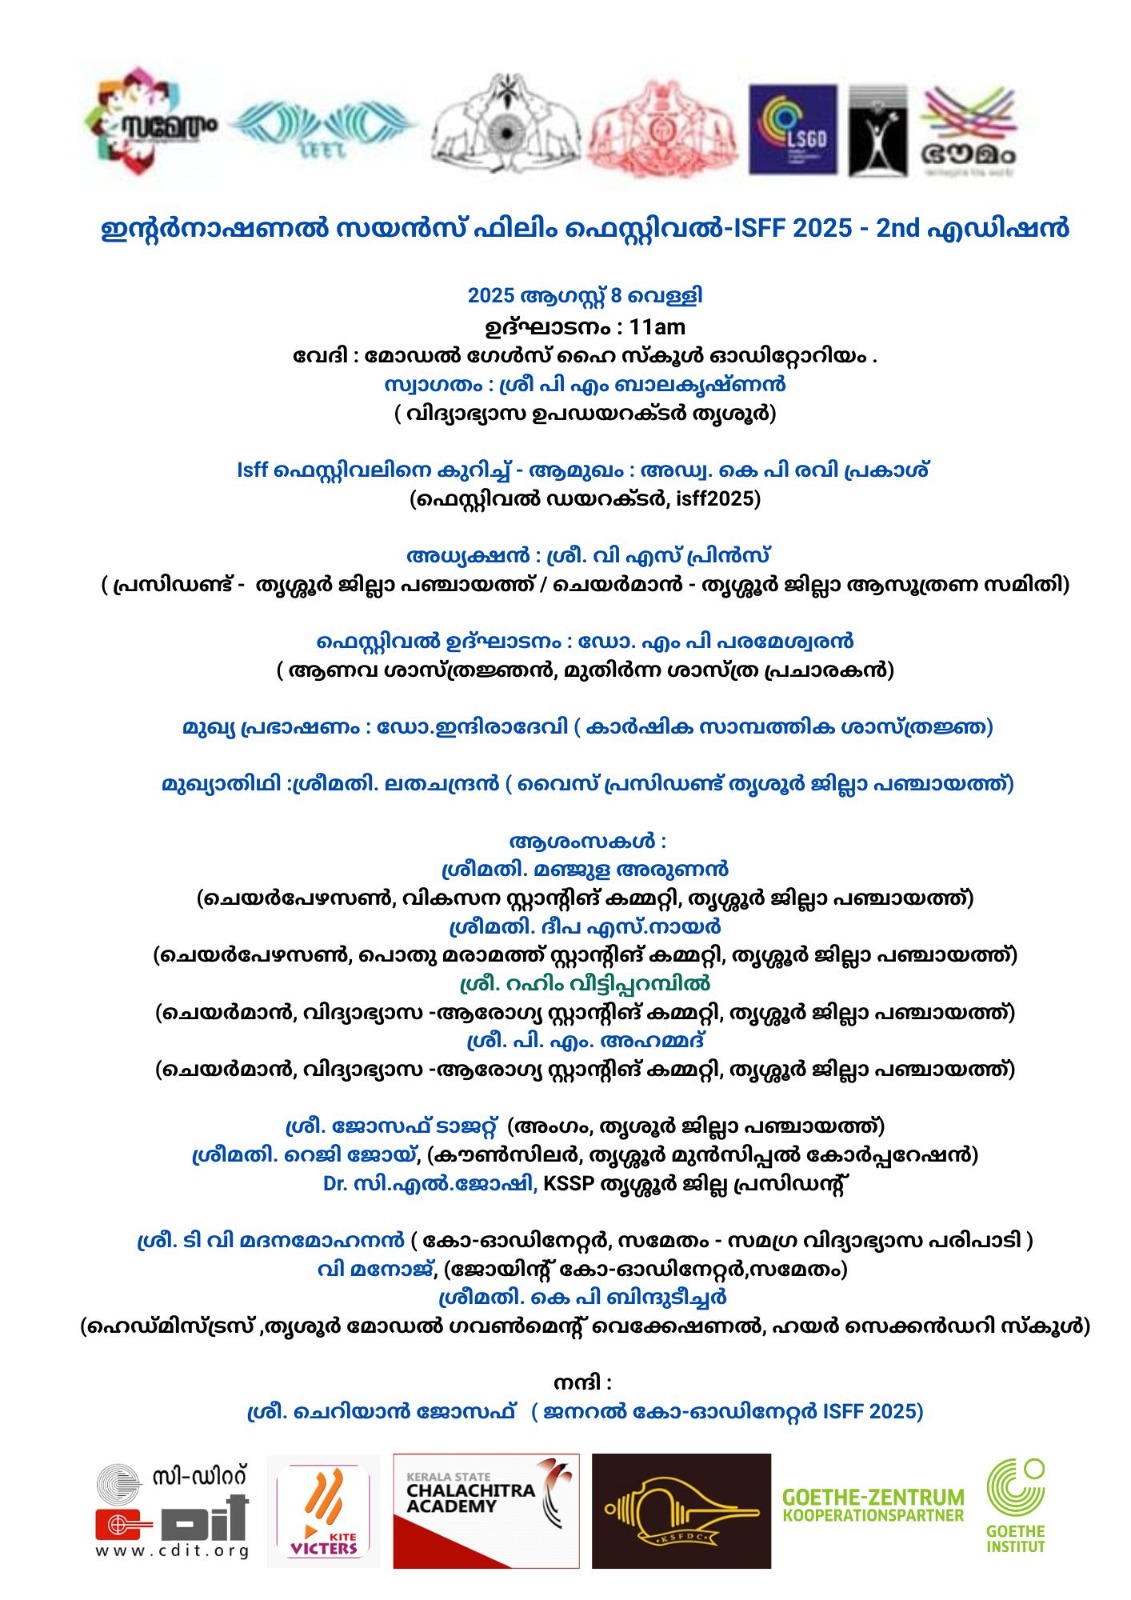 സമേതം
LSGD
ഭൗമം
ഇന്റർനാഷണൽ സയൻസ് ഫിലിം ഫെസ്റ്റിവൽ-ISFF 2025 - 2nd എഡിഷൻ
2025 ആഗസ്റ്റ് 8 വെള്ളി
ഉദ്ഘാടനം : 11am
വേദി : മോഡൽ ഗേൾസ് ഹൈ സ്കൂൾ ഓഡിറ്റോറിയം .
സ്വാഗതം : ശ്രീ പി എം ബാലകൃഷ്ണൻ
( വിദ്യാഭ്യാസ ഉപഡയറക്ടർ തൃശൂർ)
Isff ഫെസ്റ്റിവലിനെ കുറിച്ച് - ആമുഖം : അഡ്വ. കെ പി രവി പ്രകാശ്
(ഫെസ്റ്റിവൽ ഡയറക്ടർ, isff2025)
അധ്യക്ഷൻ : ശ്രീ. വി എസ് പ്രിൻസ്
( പ്രസിഡണ്ട് - തൃശ്ശൂർ ജില്ലാ പഞ്ചായത്ത് / ചെയർമാൻ - തൃശ്ശൂർ ജില്ലാ ആസൂത്രണ സമിതി)
ഫെസ്റ്റിവൽ ഉദ്ഘാടനം : ഡോ. എം പി പരമേശ്വരൻ
( ആണവ ശാസ്ത്രജ്ഞൻ, മുതിർന്ന ശാസ്ത്ര പ്രചാരകൻ)
മുഖ്യ പ്രഭാഷണം : ഡോ.ഇന്ദിരാദേവി ( കാർഷിക സാമ്പത്തിക ശാസ്ത്രജ്ഞ)
മുഖ്യാതിഥി :ശ്രീമതി. ലതചന്ദ്രൻ ( വൈസ് പ്രസിഡണ്ട് തൃശൂർ ജില്ലാ പഞ്ചായത്ത്)
ആശംസകൾ :
ശ്രീമതി. മഞ്ജുള അരുണൻ
(ചെയർപേഴസൺ, വികസന സ്റ്റാന്റിങ് കമ്മറ്റി, തൃശ്ശൂർ ജില്ലാ പഞ്ചായത്ത്)
ശ്രീമതി. ദീപ എസ്.നായർ
(ചെയർപേഴസൺ, പൊതു മരാമത്ത് സ്റ്റാന്റിങ് കമ്മറ്റി, തൃശ്ശൂർ ജില്ലാ പഞ്ചായത്ത്)
ശ്രീ. റഹിം വീട്ടിപ്പറമ്പിൽ
(ചെയർമാൻ, വിദ്യാഭ്യാസ -ആരോഗ്യ സ്റ്റാന്റിങ് കമ്മറ്റി, തൃശ്ശൂർ ജില്ലാ പഞ്ചായത്ത്)
ശ്രീ. പി. എം. അഹമ്മദ്
(ചെയർമാൻ, വിദ്യാഭ്യാസ -ആരോഗ്യ സ്റ്റാന്റിങ് കമ്മറ്റി, തൃശ്ശൂർ ജില്ലാ പഞ്ചായത്ത്)
ശ്രീ. ജോസഫ് ടാജറ്റ് (അംഗം, തൃശൂർ ജില്ലാ പഞ്ചായത്ത്)
ശ്രീമതി. റെജി ജോയ്, (കൗൺസിലർ, തൃശ്ശൂർ മുൻസിപ്പൽ കോർപ്പറേഷൻ)
Dr. സി.എൽ.ജോഷി, KSSP തൃശ്ശൂർ ജില്ല പ്രസിഡന്റ്
ശ്രീ. ടി വി മദനമോഹനൻ ( കോ-ഓഡിനേറ്റർ, സമേതം - സമഗ്ര വിദ്യാഭ്യാസ പരിപാടി )
വി മനോജ്, (ജോയിന്റ് കോ-ഓഡിനേറ്റർ,സമേതം)
ശ്രീമതി. കെ പി ബിന്ദുടീച്ചർ
(ഹെഡ്മിസ്ട്രസ് ,തൃശൂർ മോഡൽ ഗവൺമെന്റ് വെക്കേഷണൽ, ഹയർ സെക്കൻഡറി സ്കൂൾ)
നന്ദി :
ശ്രീ. ചെറിയാൻ ജോസഫ് ( ജനറൽ കോ-ഓഡിനേറ്റർ ISFF 2025)
സി-ഡിറ്റ്
C-Dit
www.cdit.org
KITE
VICTERS
KERALA STATE
CHALACHITRA
ACADEMY
KSFDC
GOETHE-ZENTRUM
KOOPERATIONSPARTNER
GOETHE
INSTITUT